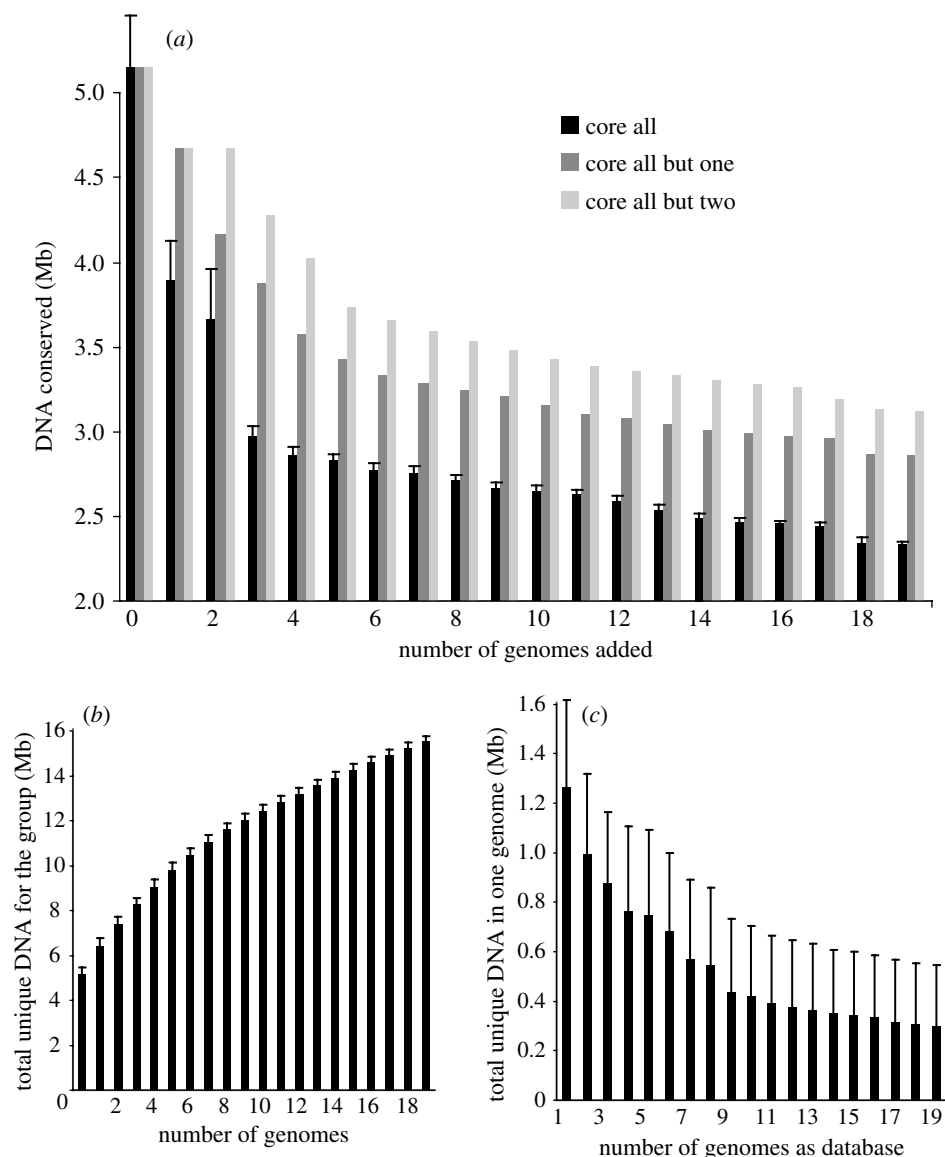 (a)
5.0
4.5
4.0
3.5
3.0
2.5
2.0
DNA conserved (Mb)
core all
core all but one
core all but two
0 2 4 6 8 10 12 14 16 18
number of genomes added
(b)
16
14
12
10
8
6
4
2
0
total unique DNA for the group (Mb)
2 4 6 8 10 12 14 16 18
number of genomes
(c)
1.6
1.4
1.2
1.0
0.8
0.6
0.4
0.2
0
total unique DNA in one genome (Mb)
1 3 5 7 9 11 13 15 17 19
number of genomes as database